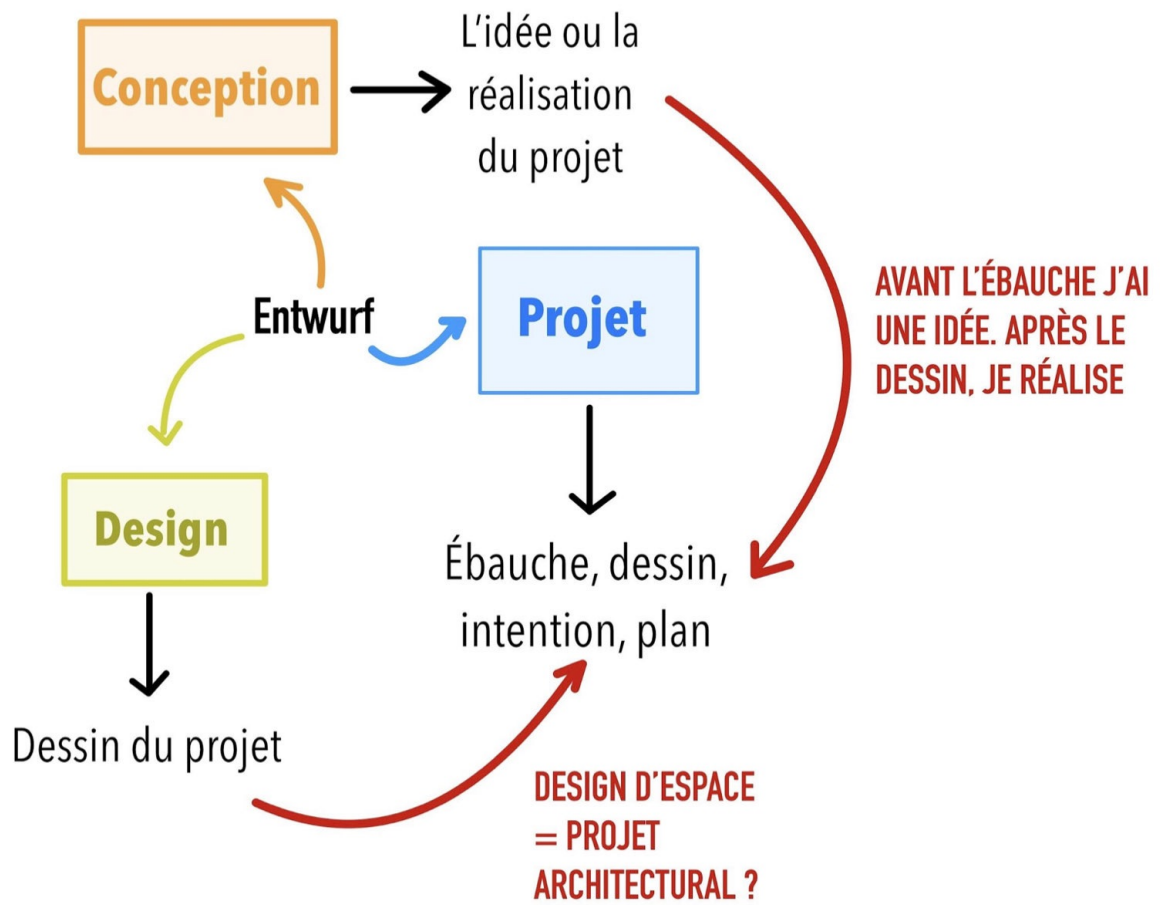 Conception
L'idée ou la
réalisation
du projet
Entwurf
Projet
AVANT L'ÉBAUCHE J'AI
UNE IDÉE. APRÈS LE
DESSIN, JE RÉALISE
Design
Ébauche, dessin,
intention, plan
Dessin du projet
DESIGN D'ESPACE
= PROJET
ARCHITECTURAL ?